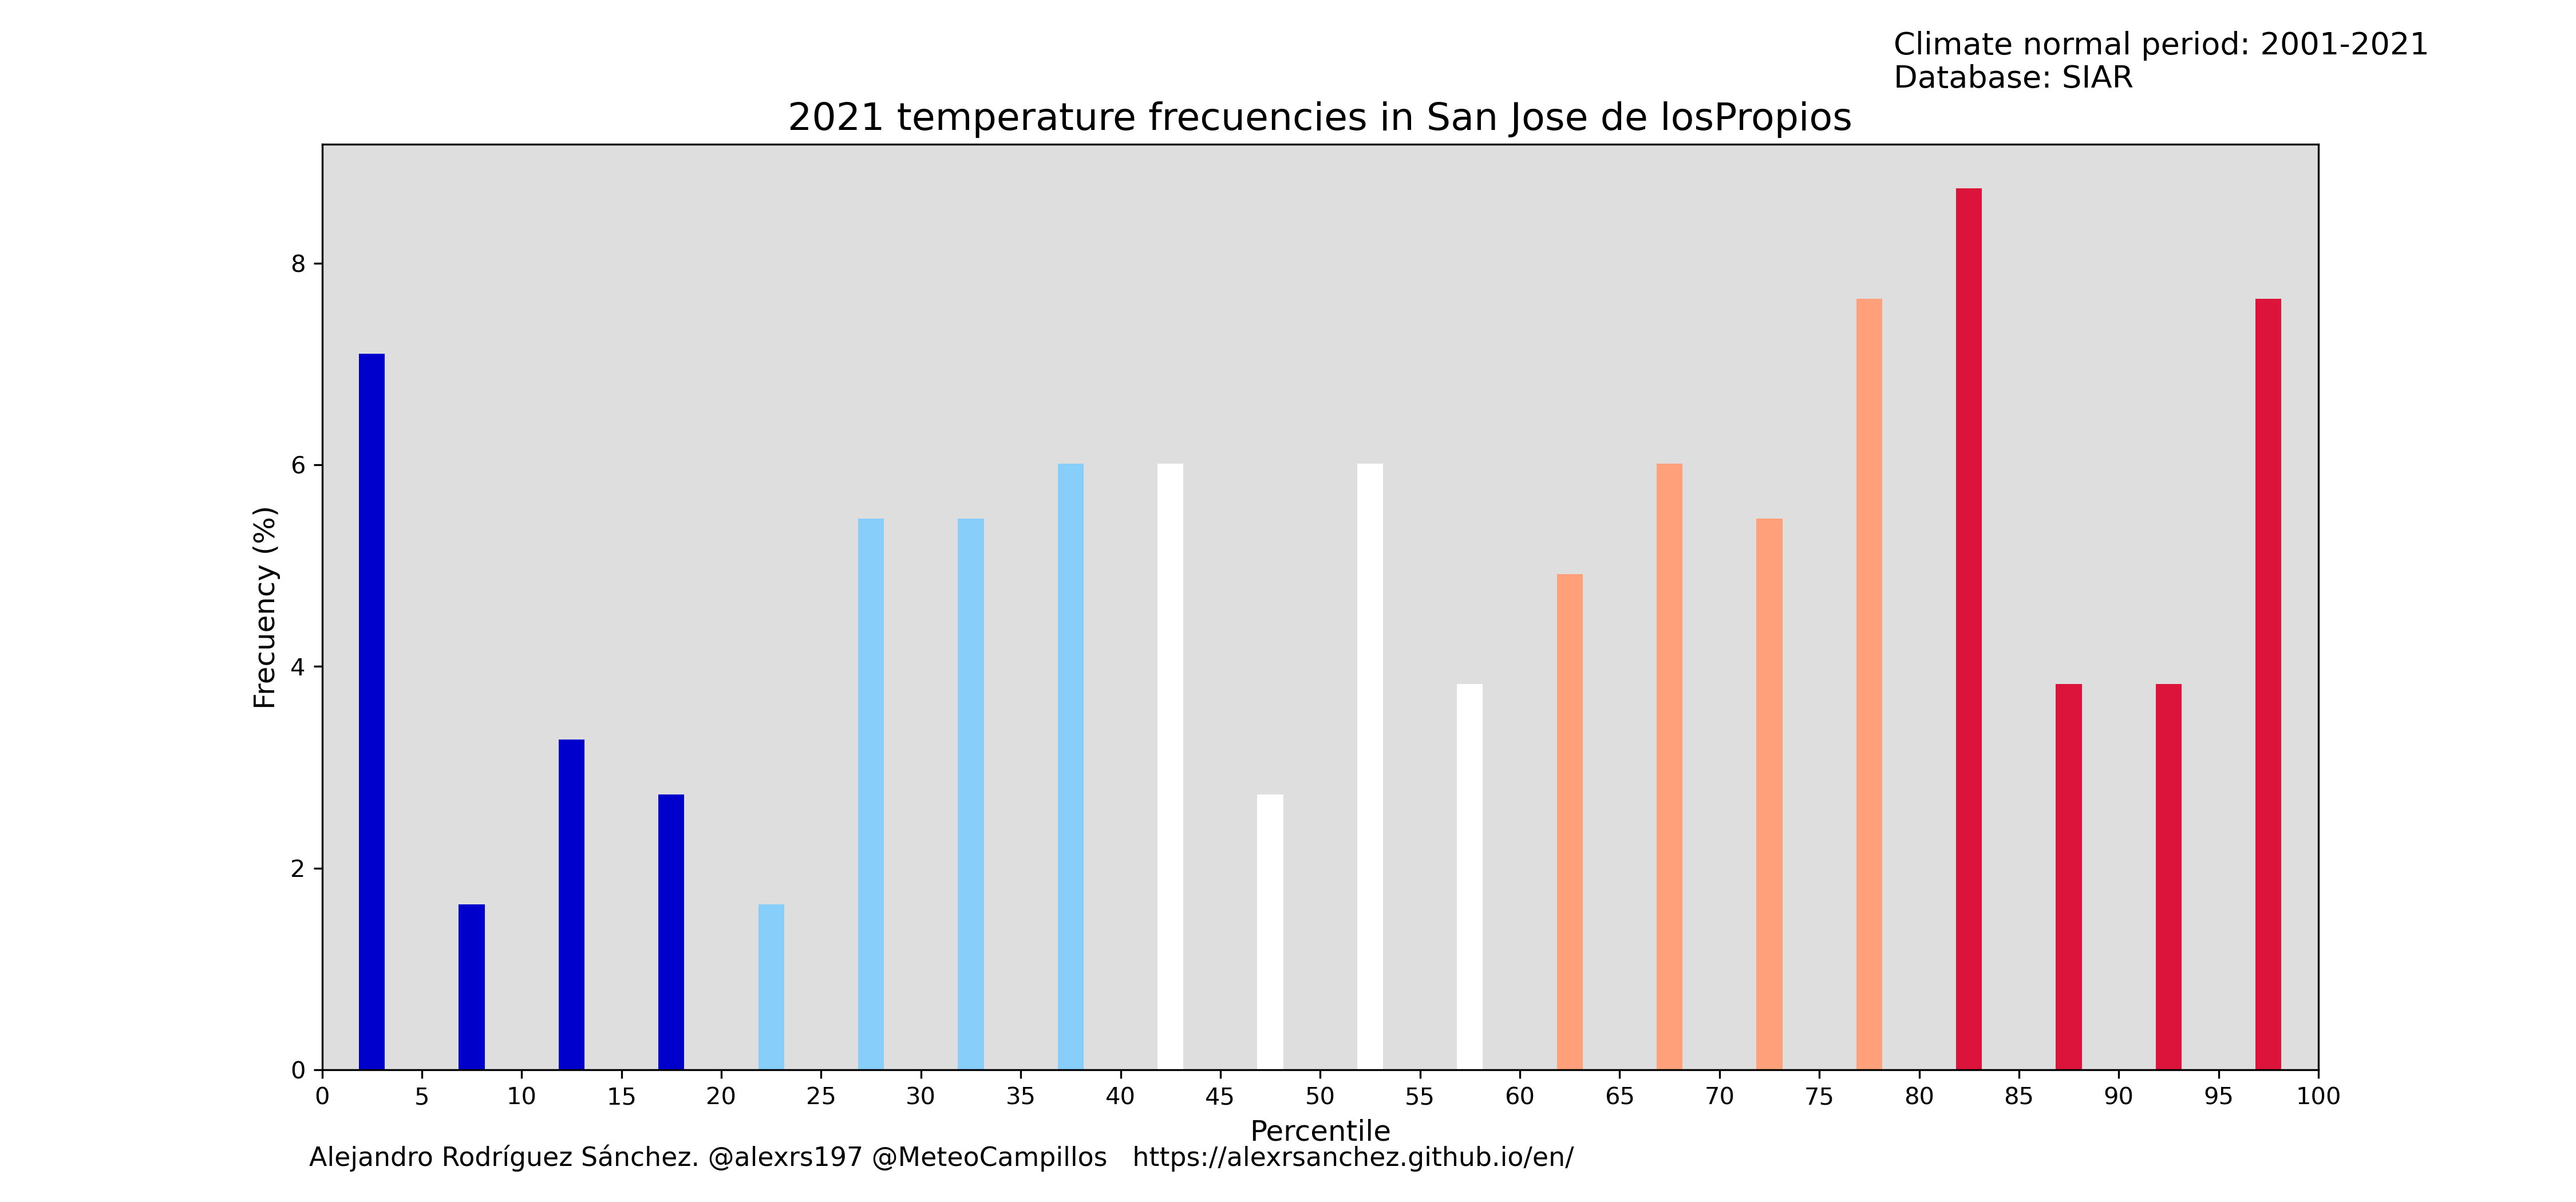 Climate normal period: 2001-2021
Database: SIAR
2021 temperature frecuencies in San Jose de losPropios
8
6
4
2
0
Frecuency (%)
0 5 10 15 20 25 30 35 40 45 50 55 60 65 70 75 80 85 90 95 100
Percentile
Alejandro Rodríguez Sánchez. @alexrs197 @MeteoCampillos https://alexrsanchez.github.io/en/